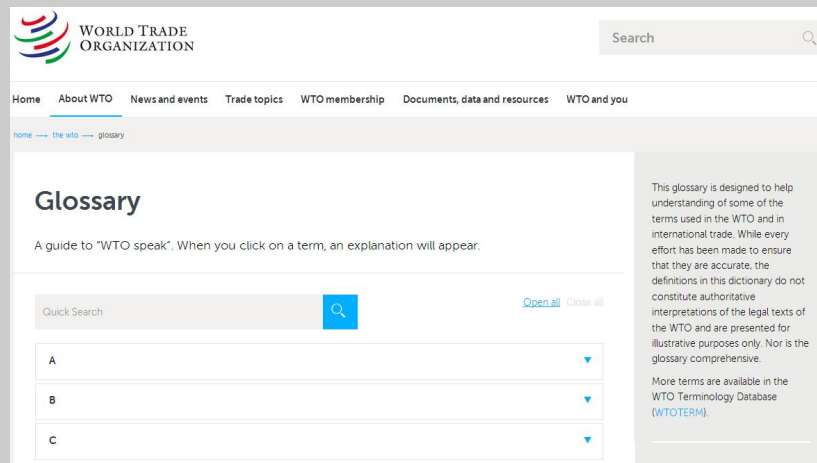 WORLD TRADE
ORGANIZATION
Search
Home About WTO News and events Trade topics WTO membership Documents, data and resources WTO and you
home the wto glossary
Glossary
A guide to "WTO speak". When you click on a term, an explanation will appear.
Quick Search
Open all Close all
A
B
C
This glossary is designed to help
understanding of some of the
terms used in the WTO and in
international trade. While every
effort has been made to ensure
that they are accurate, the
definitions in this dictionary do not
constitute authoritative
interpretations of the legal texts of
the WTO and are presented for
illustrative purposes only. Nor is the
glossary comprehensive.
More terms are available in the
WTO Terminology Database
(WTOTERM).